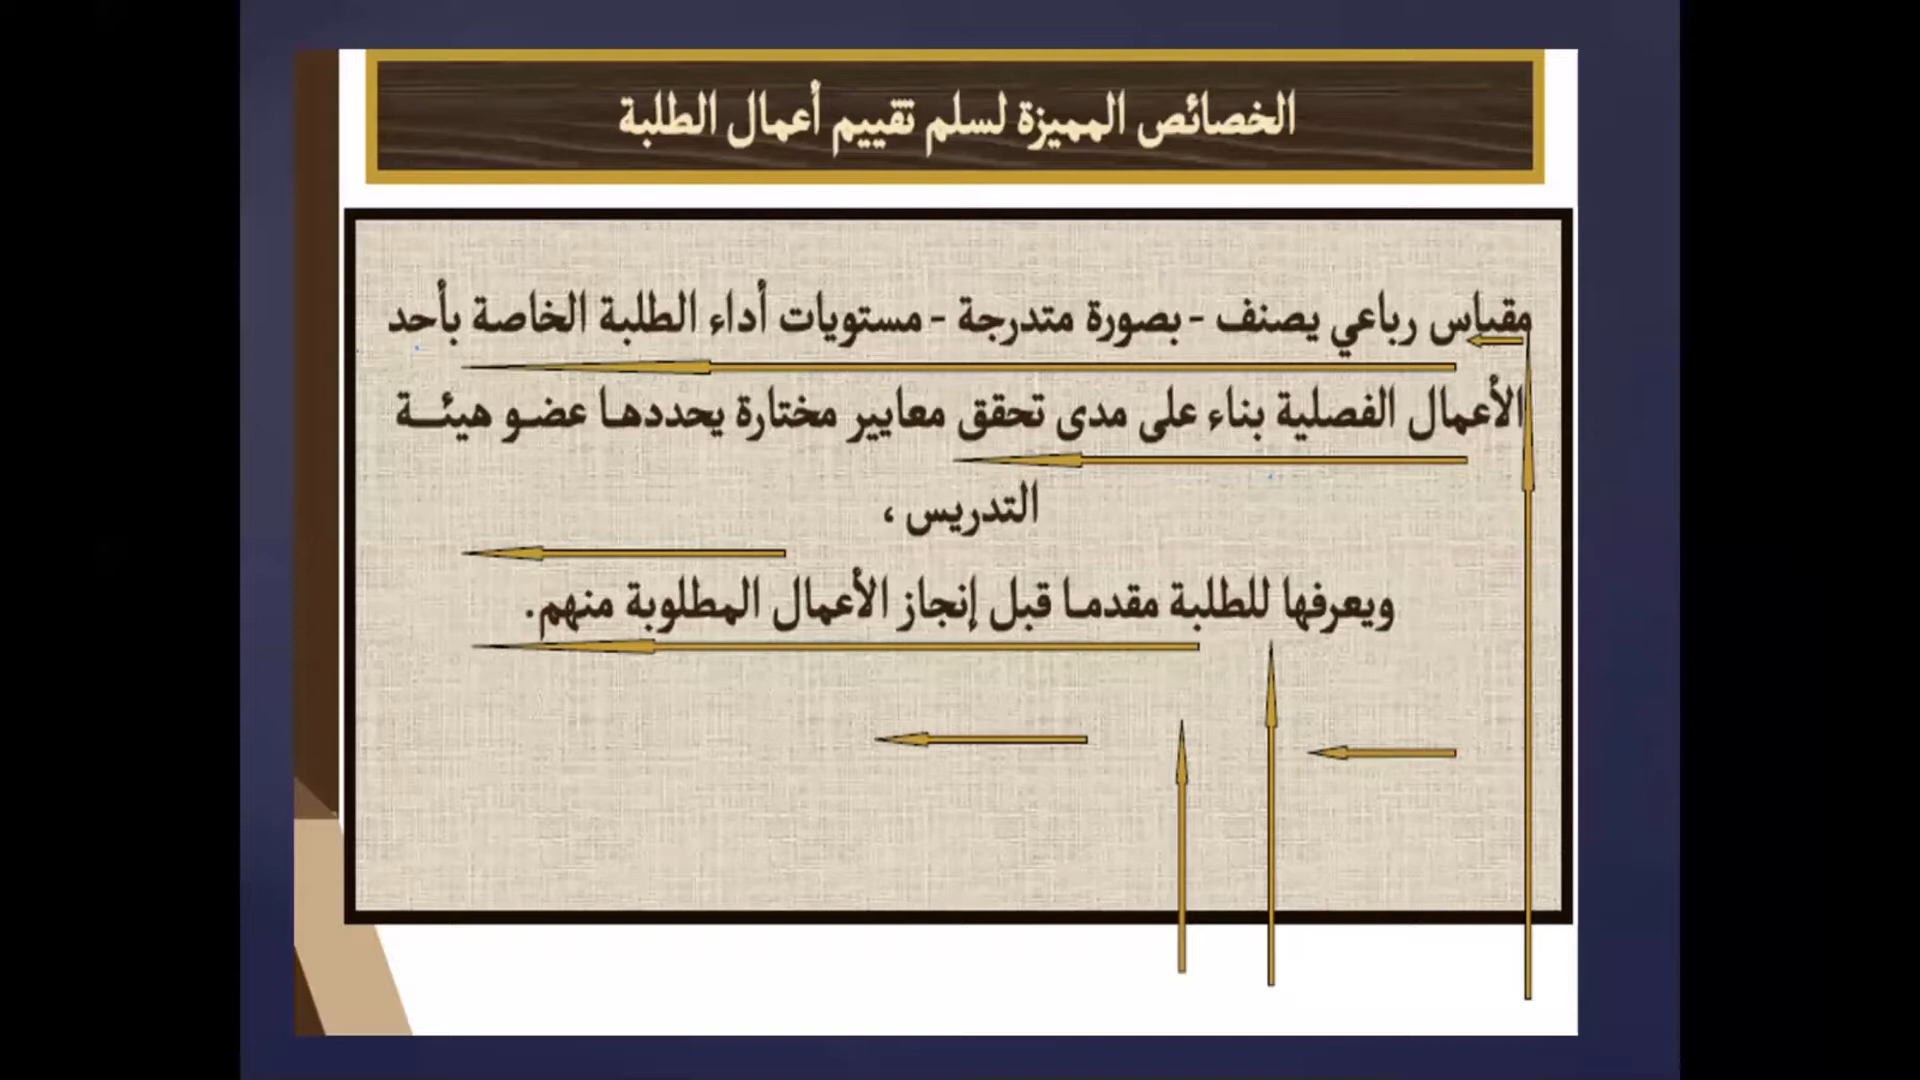 الخصائص المميزة لسلم تقييم أعمال الطلبة
مقياس رباعي يصنف - بصورة متدرجة - مستويات أداء الطلبة الخاصة بأحد
الأعمال الفصلية بناء على مدى تحقق معايير مختارة يحددها عضو هيئة
التدريس ،
ويعرفها للطلبة مقدما قبل إنجاز الأعمال المطلوبة منهم.